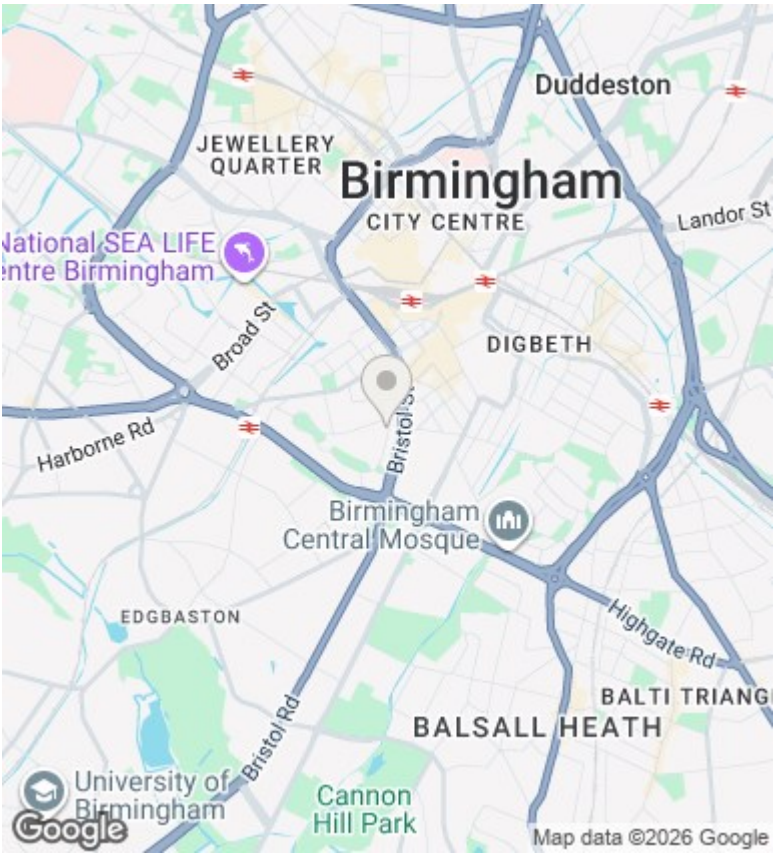 Duddeston
JEWELLERY
QUARTER
Birmingham
CITY CENTRE
Landor St
National SEA LIFE
entre Birmingham
Broad St
DIGBETH
Harborne Rd
Bristol St
Birmingham
Central Mosque
EDGBASTON
Highgate Rd
BALTI TRIANG
BALSALL HEATH
Bristol Rd
University of
Birmingham
Cannon
Hill Park
Google
Map data ©2026 Google